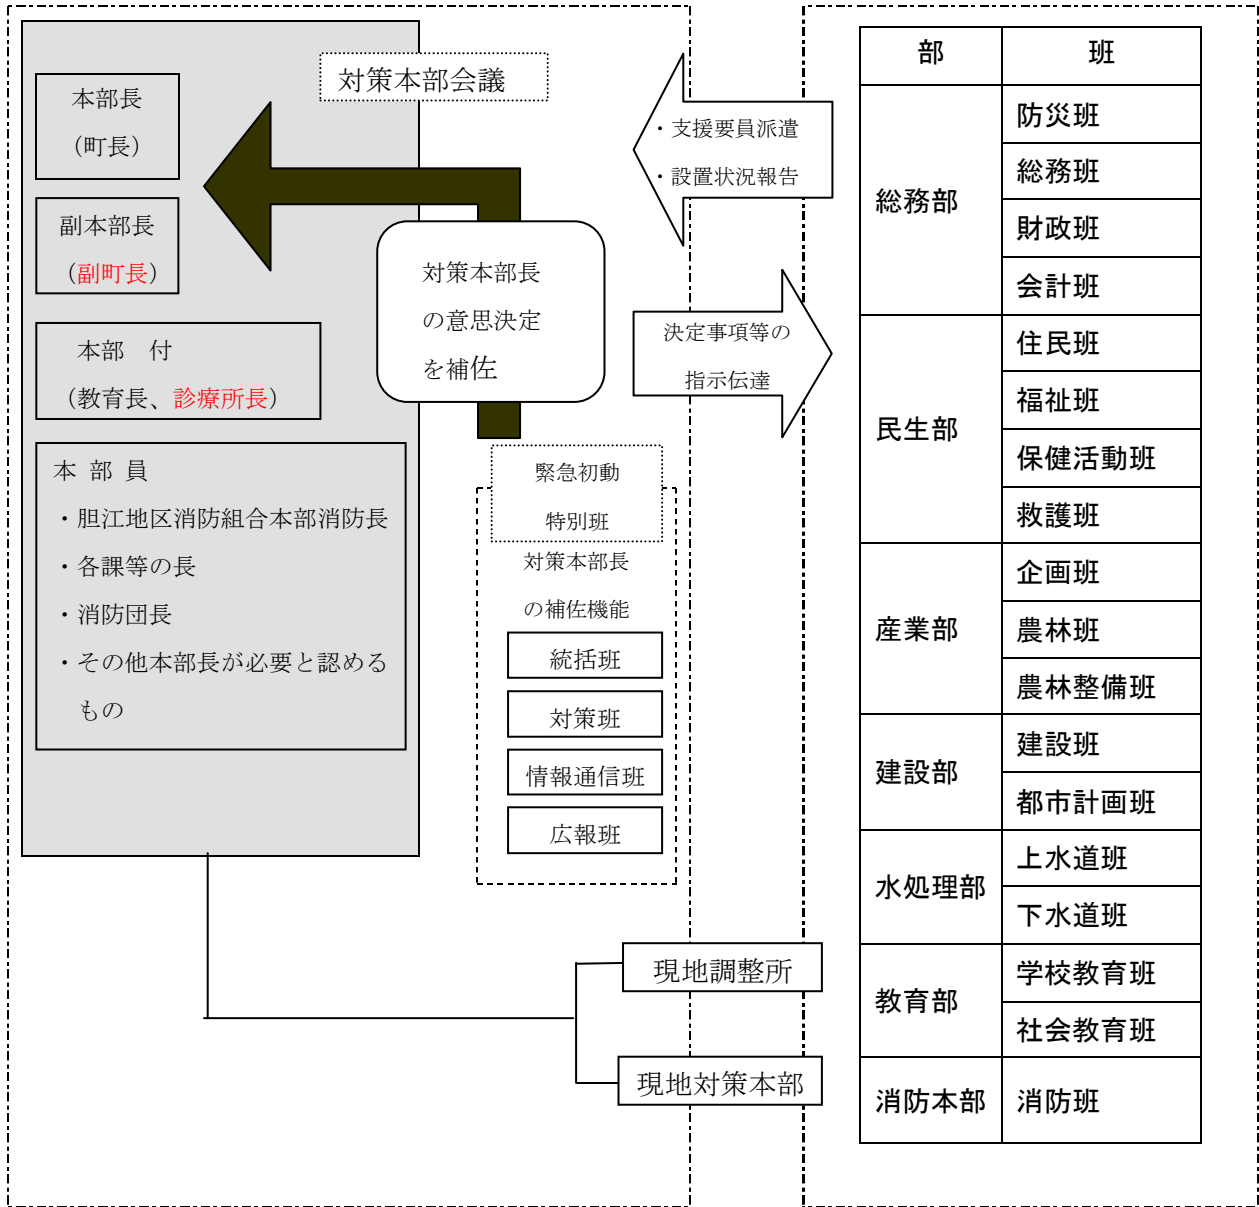 対策本部会議
本部長
（町長）
副本部長
（副町長）
本部　付
（教育長、診療所長）
本 部 員
・胆江地区消防組合本部消防長
・各課等の長
・消防団長
・その他本部長が必要と認める
もの
対策本部長
の意思決定
を補佐
緊急初動
特別班
対策本部長
の補佐機能
統括班
対策班
情報通信班
広報班
・支援要員派遣
・設置状況報告
決定事項等の
指示伝達
現地調整所
現地対策本部
部 班
総務部
防災班
総務班
財政班
会計班
民生部
住民班
福祉班
保健活動班
救護班
産業部
企画班
農林班
農林整備班
建設部
建設班
都市計画班
水処理部
上水道班
下水道班
教育部
学校教育班
社会教育班
消防本部 消防班